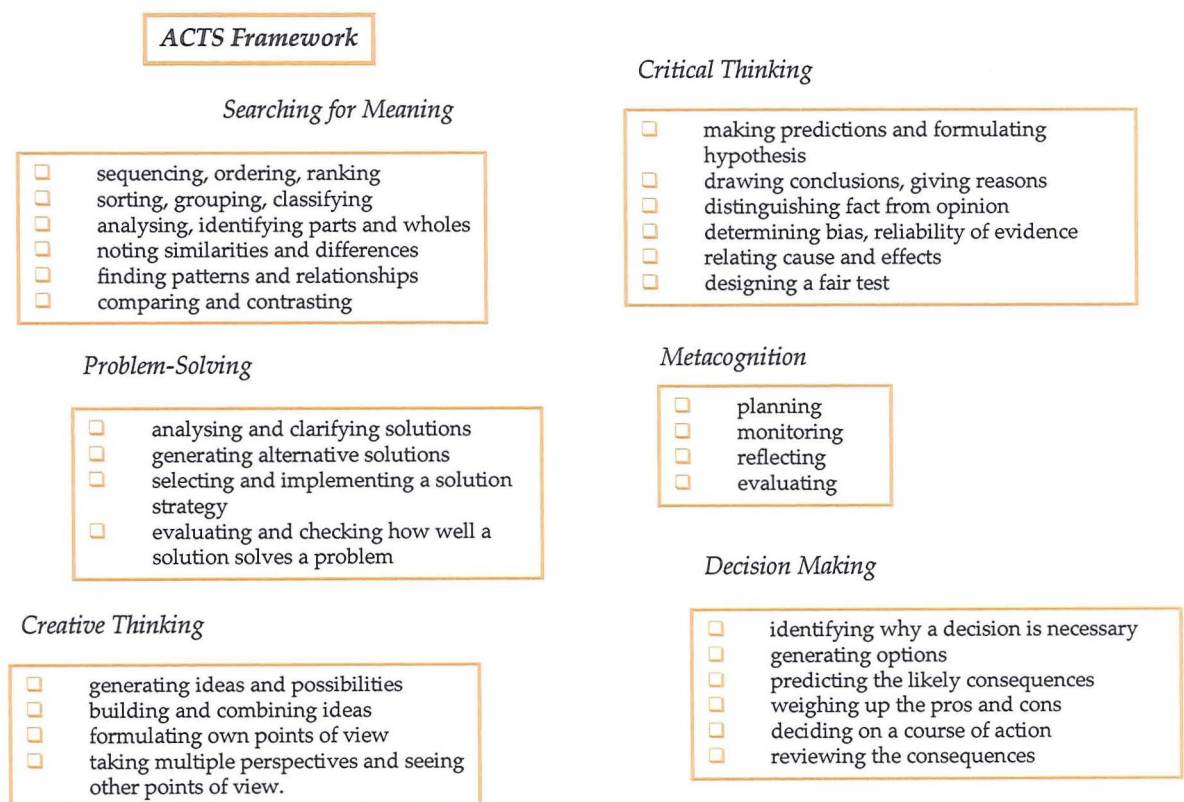 ACTS Framework
Searching for Meaning
sequencing, ordering, ranking
sorting, grouping, classifying
analysing, identifying parts and wholes
noting similarities and differences
finding patterns and relationships
comparing and contrasting
Problem-Solving
analysing and clarifying solutions
generating alternative solutions
selecting and implementing a solution
strategy
evaluating and checking how well a
solution solves a problem
Creative Thinking
generating ideas and possibilities
building and combining ideas
formulating own points of view
taking multiple perspectives and seeing
other points of view.
Critical Thinking
making predictions and formulating
hypothesis
drawing conclusions, giving reasons
distinguishing fact from opinion
determining bias, reliability of evidence
relating cause and effects
designing a fair test
Metacognition
planning
monitoring
reflecting
evaluating
Decision Making
identifying why a decision is necessary
generating options
predicting the likely consequences
weighing up the pros and cons
deciding on a course of action
reviewing the consequences